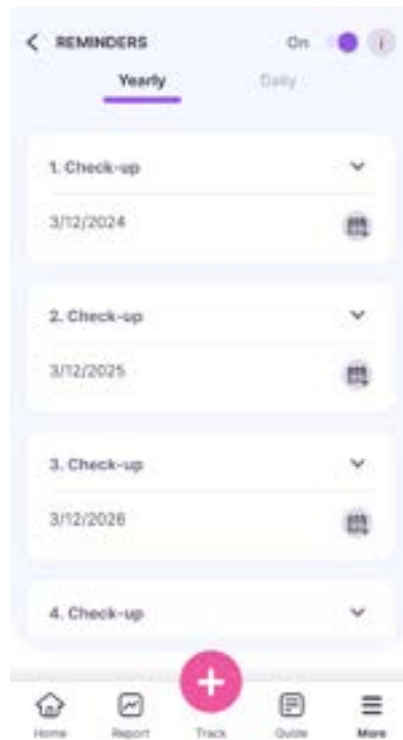 REMINDERS On i
Yearly Daily
1. Check-up
3/12/2024
2. Check-up
3/12/2025
3. Check-up
3/12/2026
4. Check-up
Home Report Track Guide More